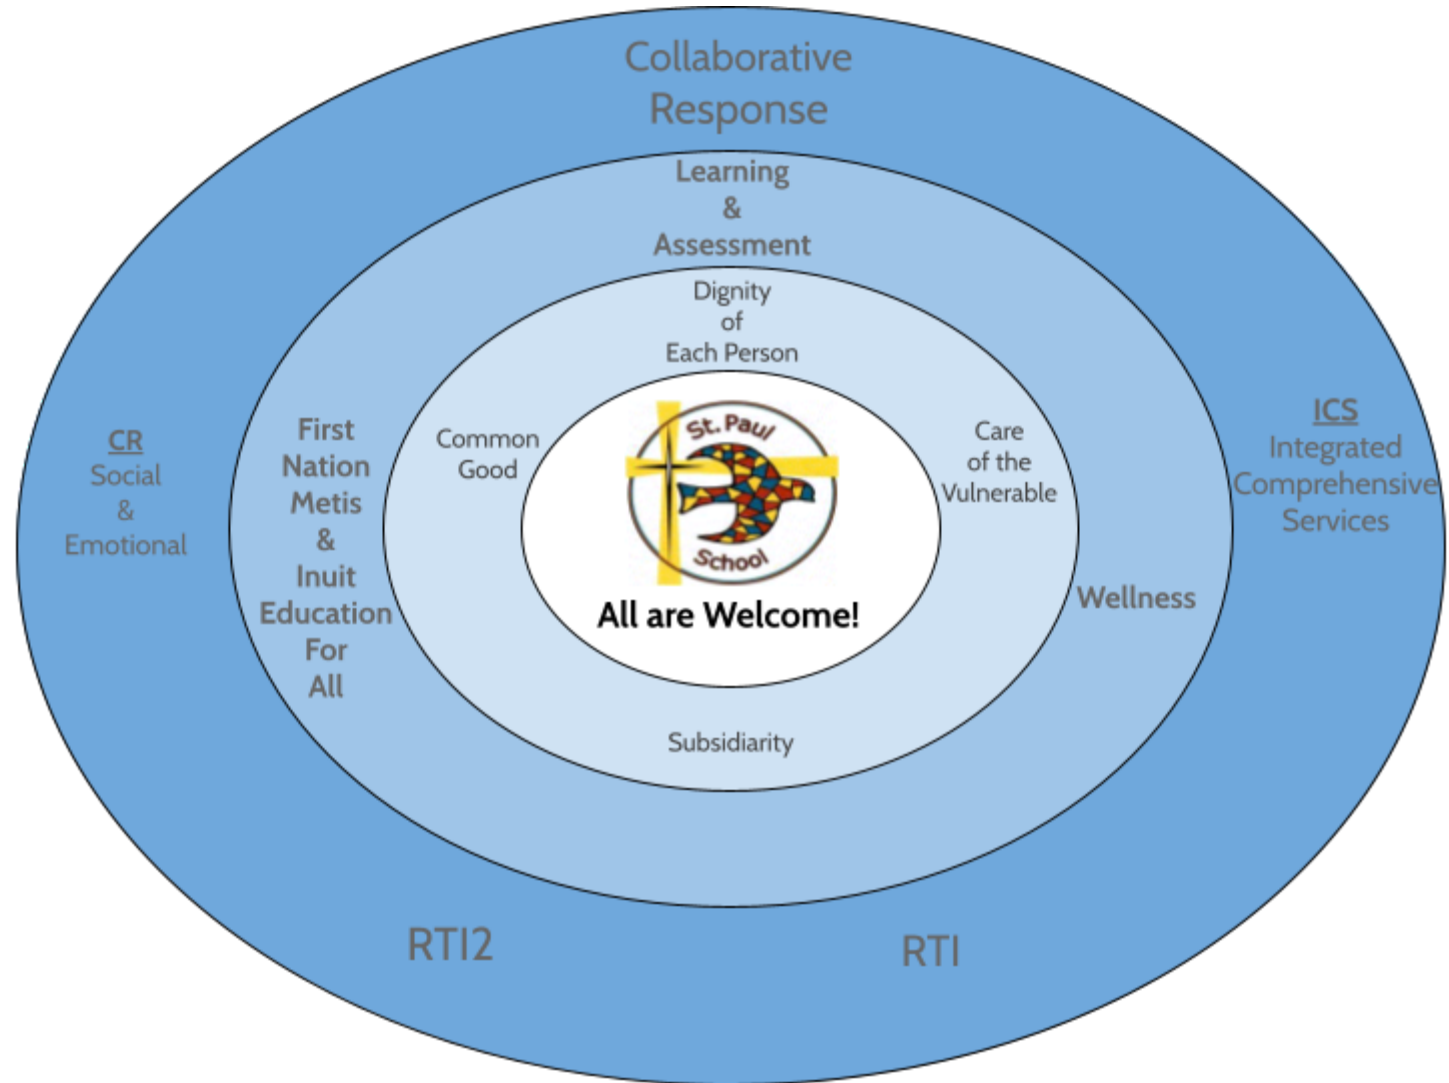 Collaborative
Response
Learning
&
Assessment
Dignity
of
Each Person
St. Paul
School
All are Welcome!
Common
Good
Care
of the
Vulnerable
Subsidiarity
First
Nation
Metis
&
Inuit
Education
For
All
Wellness
CR
Social
&
Emotional
ICS
Integrated
Comprehensive
Services
RTI2
RTI